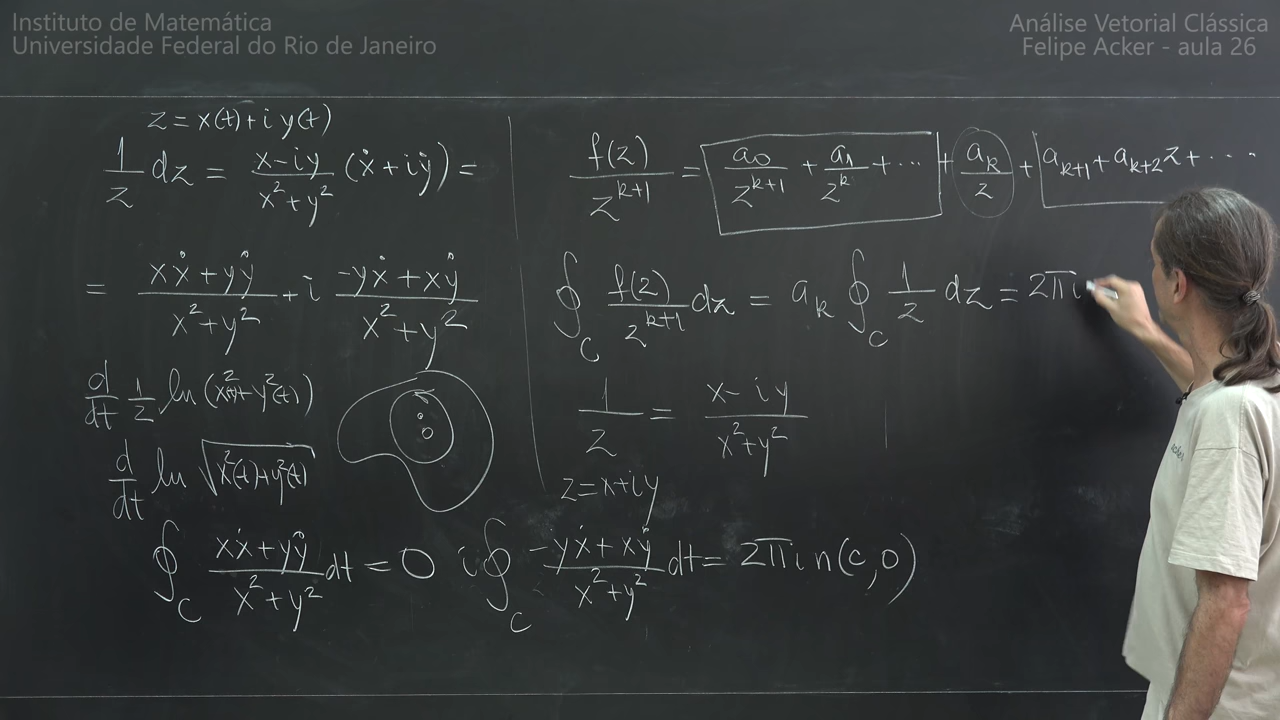 Instituto de Matemática
Universidade Federal do Rio de Janeiro
Análise Vetorial Clássica
Felipe Acker - aula 26
z = x(t) + i y(t)
1/z dz = (x - iy)/(x² + y²) (ẋ + iẏ) =
= (xẋ + yẏ)/(x² + y²) + i (-yẋ + xẏ)/(x² + y²)
d/dt 1/2 ln(x²(t) + y²(t))
d/dt ln √(x²(t) + y²(t))
∮_C (xẋ + yẏ)/(x² + y²) dt = 0 i∮_C (-yẋ + xẏ)/(x² + y²) dt = 2πi n(c,0)
f(z)/z^(k+1) = a₀/z^(k+1) + a₁/z^k + ··· + a_k/z + a_(k+1) + a_(k+2) z + ····
∮_C f(z)/z^(k+1) dz = a_k ∮_C 1/z dz = 2πi
1/z = (x - iy)/(x² + y²)
z = x + iy